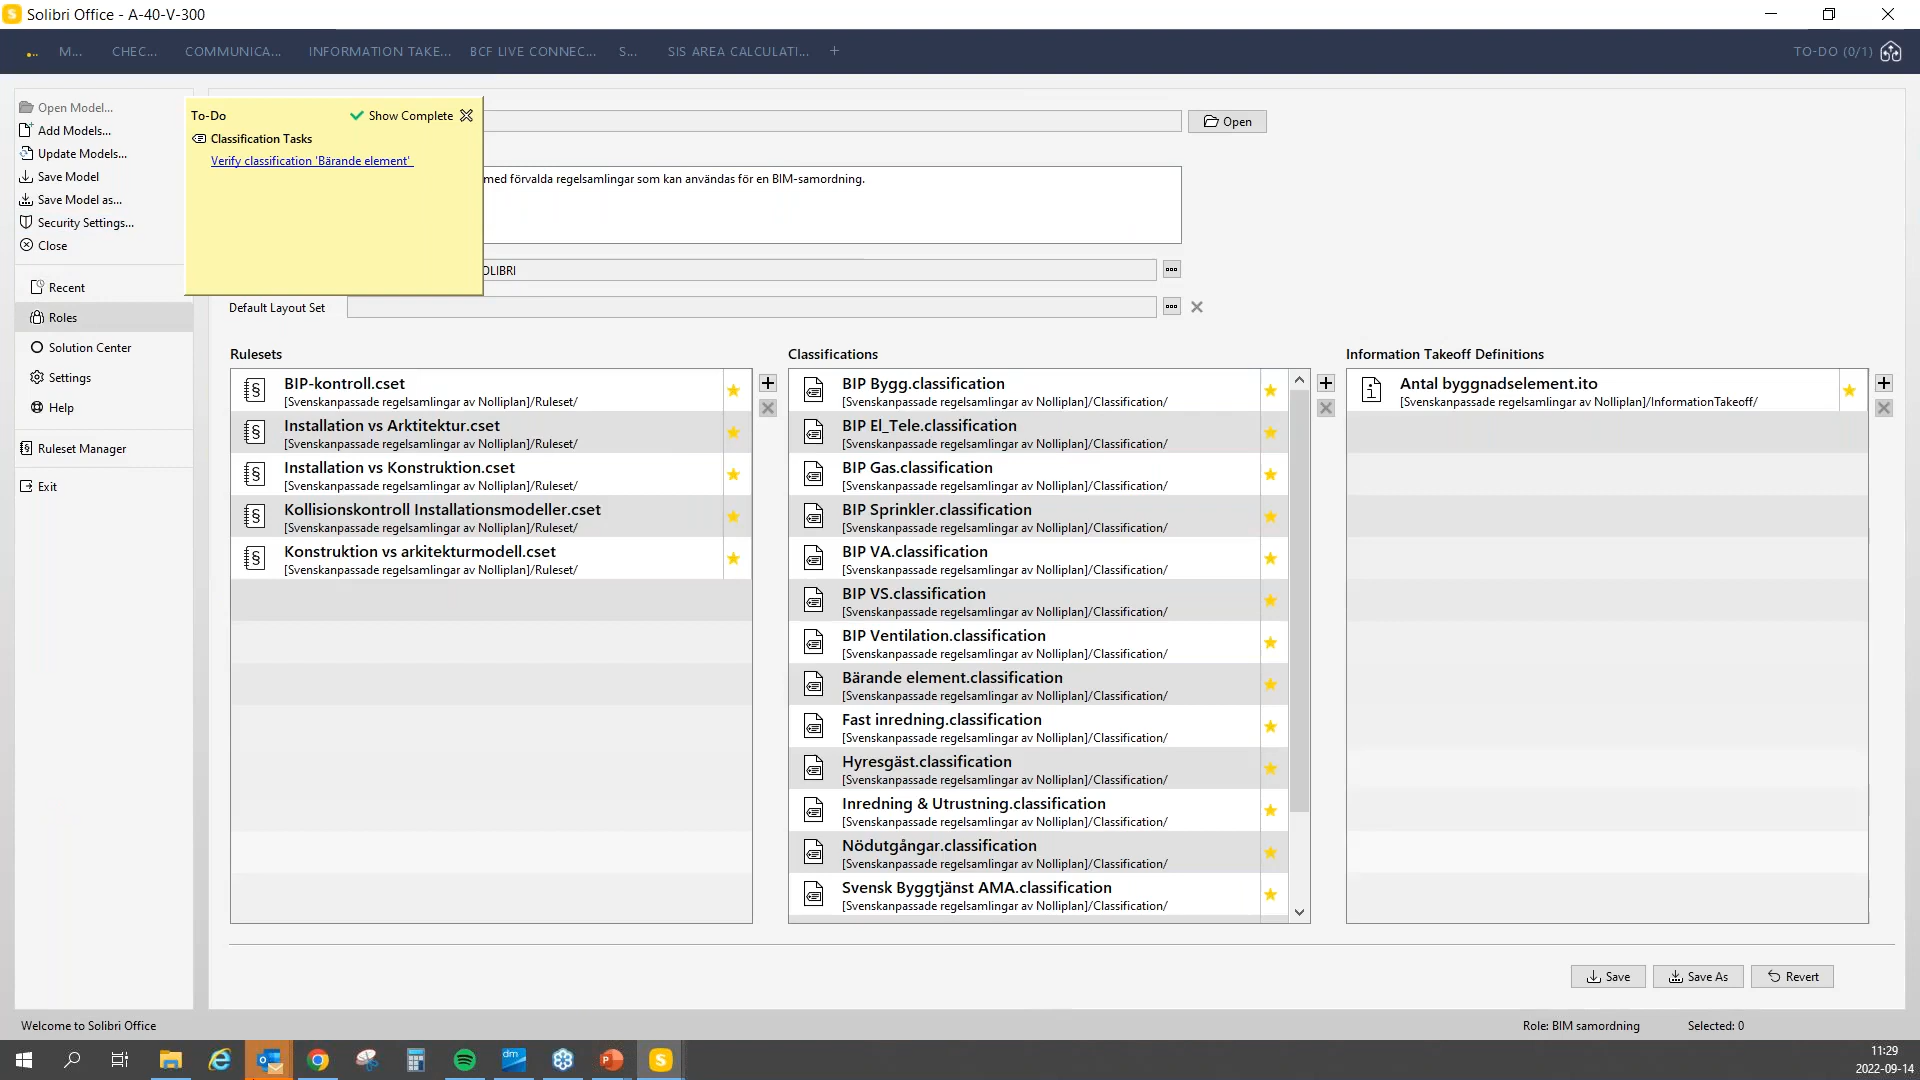 Solibri Office - A-40-V-300
M...
CHEC...
COMMUNICA...
INFORMATION TAKE...
BCF LIVE CONNEC...
S...
SIS AREA CALCULATI...
+
TO-DO (0/1)
Open Model...
Add Models...
Update Models...
Save Model
Save Model as...
Security Settings...
Close
Recent
Roles
Solution Center
Settings
Help
Ruleset Manager
Exit
To-Do
Show Complete
Classification Tasks
Verify classification 'Bärande element'
Open
med förvalda regelsamlingar som kan användas för en BIM-samordning.
OLIBRI
Default Layout Set
Rulesets
BIP-kontroll.cset
[Svenskanpassade regelsamlingar av Nolliplan]/Ruleset/
Installation vs Arktitektur.cset
[Svenskanpassade regelsamlingar av Nolliplan]/Ruleset/
Installation vs Konstruktion.cset
[Svenskanpassade regelsamlingar av Nolliplan]/Ruleset/
Kollisionskontroll Installationsmodeller.cset
[Svenskanpassade regelsamlingar av Nolliplan]/Ruleset/
Konstruktion vs arkitekturmodell.cset
[Svenskanpassade regelsamlingar av Nolliplan]/Ruleset/
Classifications
BIP Bygg.classification
[Svenskanpassade regelsamlingar av Nolliplan]/Classification/
BIP El_Tele.classification
[Svenskanpassade regelsamlingar av Nolliplan]/Classification/
BIP Gas.classification
[Svenskanpassade regelsamlingar av Nolliplan]/Classification/
BIP Sprinkler.classification
[Svenskanpassade regelsamlingar av Nolliplan]/Classification/
BIP VA.classification
[Svenskanpassade regelsamlingar av Nolliplan]/Classification/
BIP VS.classification
[Svenskanpassade regelsamlingar av Nolliplan]/Classification/
BIP Ventilation.classification
[Svenskanpassade regelsamlingar av Nolliplan]/Classification/
Bärande element.classification
[Svenskanpassade regelsamlingar av Nolliplan]/Classification/
Fast inredning.classification
[Svenskanpassade regelsamlingar av Nolliplan]/Classification/
Hyresgäst.classification
[Svenskanpassade regelsamlingar av Nolliplan]/Classification/
Inredning & Utrustning.classification
[Svenskanpassade regelsamlingar av Nolliplan]/Classification/
Nödutgångar.classification
[Svenskanpassade regelsamlingar av Nolliplan]/Classification/
Svensk Byggtjänst AMA.classification
[Svenskanpassade regelsamlingar av Nolliplan]/Classification/
Information Takeoff Definitions
Antal byggnadselement.ito
[Svenskanpassade regelsamlingar av Nolliplan]/InformationTakeoff/
Save
Save As
Revert
Welcome to Solibri Office
Role: BIM samordning
Selected: 0
dm
11:29
2022-09-14